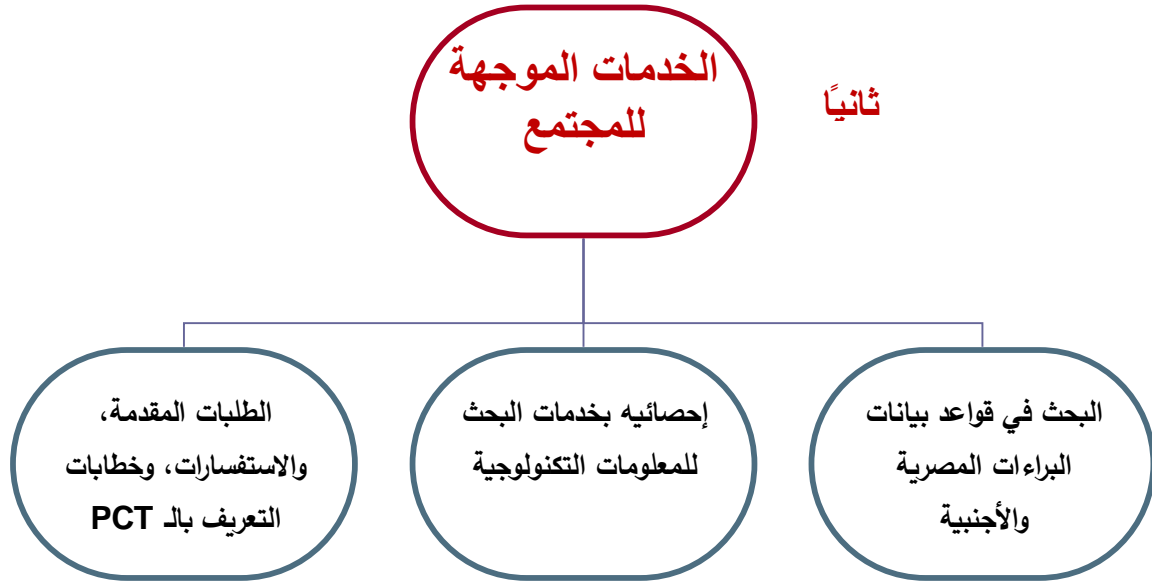 ثانيًا
الخدمات الموجهة
للمجتمع
البحث في قواعد بيانات
البراءات المصرية
والأجنبية
إحصائيه بخدمات البحث
للمعلومات التكنولوجية
الطلبات المقدمة،
والاستفسارات، وخطابات
التعريف بالـ PCT